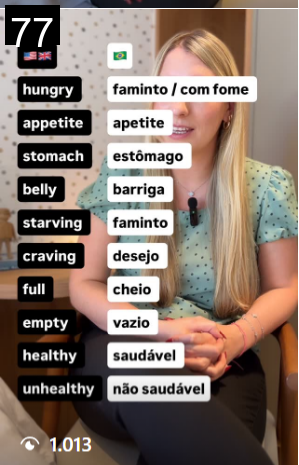 77
hungry faminto / com fome
appetite apetite
stomach estômago
belly barriga
starving faminto
craving desejo
full cheio
empty vazio
healthy saudável
unhealthy não saudável
1.013